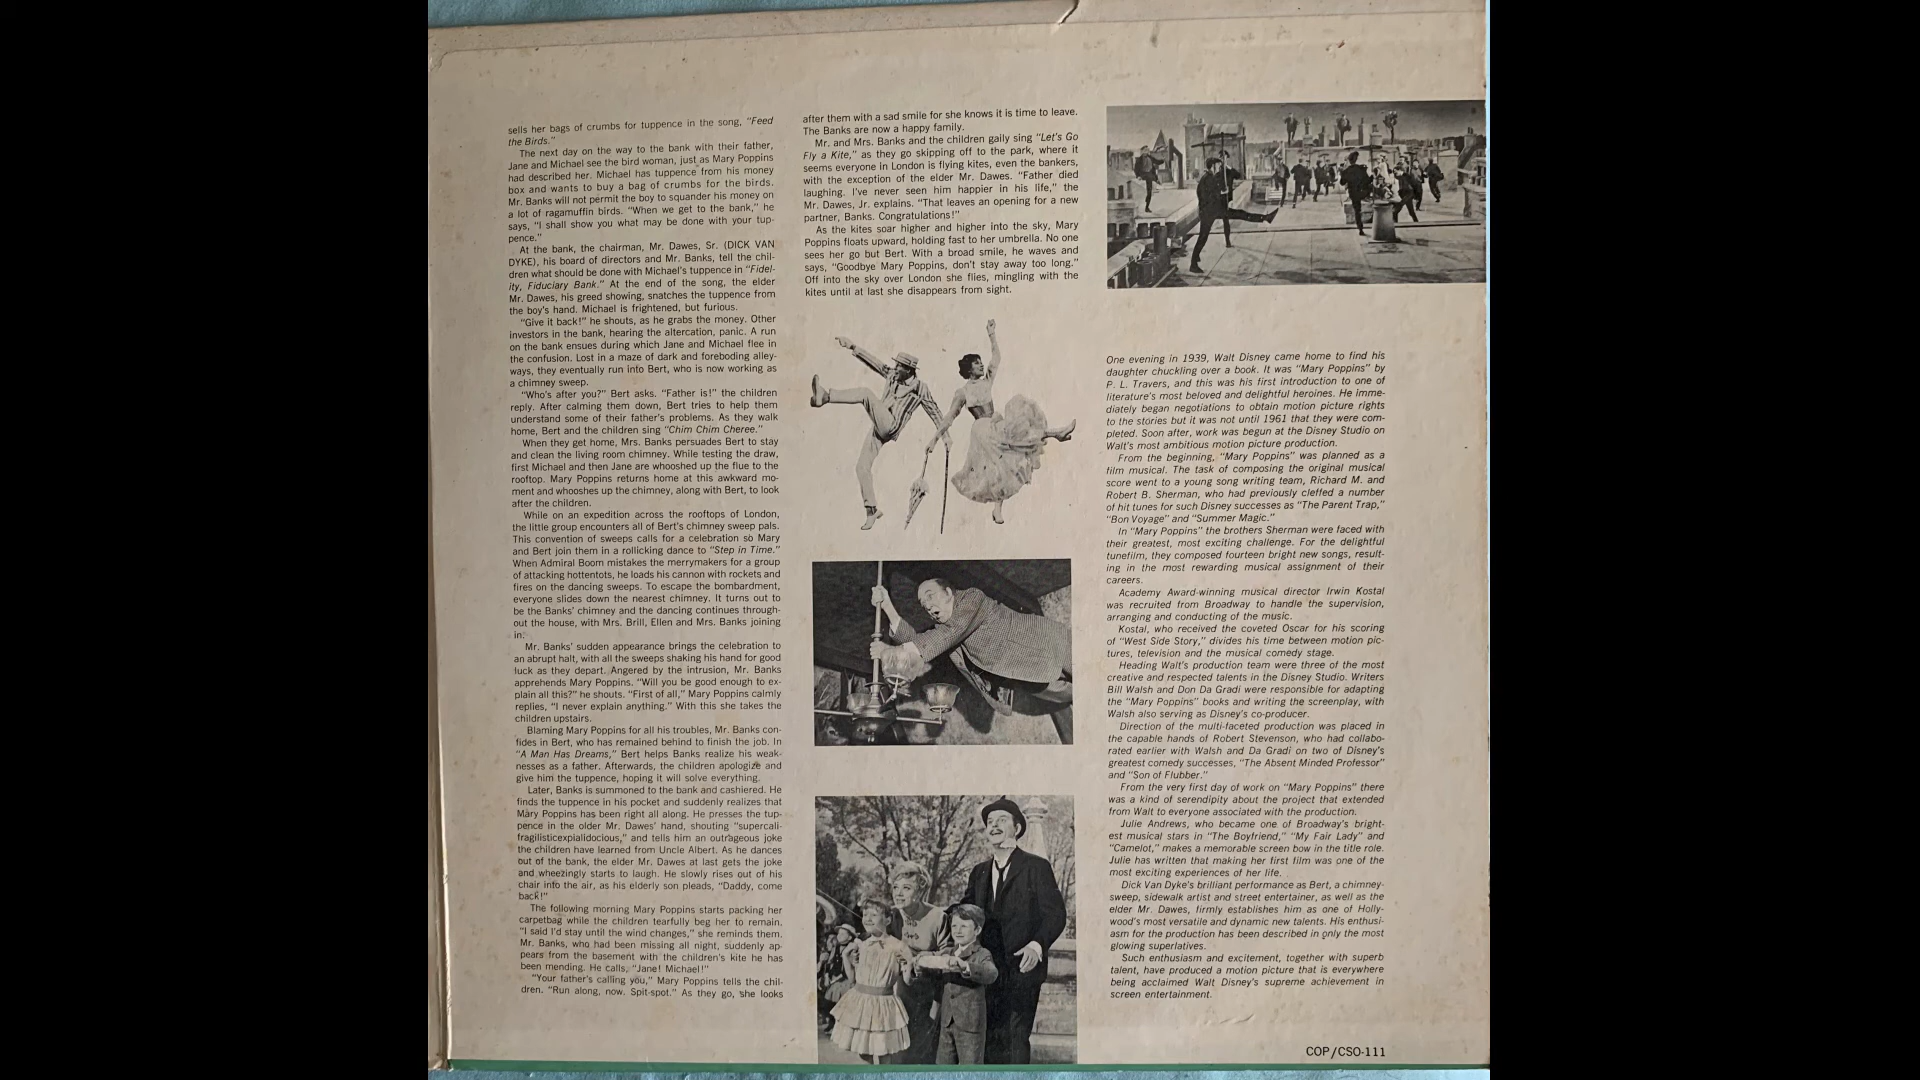 sells her bags of crumbs for tuppence in the song, "Feed
the Birds."
The next day on the way to the bank with their father,
Jane and Michael see the bird woman, just as Mary Poppins
had described her. Michael has tuppence from his money
box and wants to buy a bag of crumbs for the birds.
Mr. Banks will not permit the boy to squander his money on
a lot of ragamuffin birds. "When we get to the bank," he
says, "I shall show you what may be done with your tup-
pence."
At the bank, the chairman, Mr. Dawes, Sr. (DICK VAN
DYKE), his board of directors and Mr. Banks, tell the chil-
dren what should be done with Michael's tuppence in "Fidel-
ity, Fiduciary Bank." At the end of the song, the elder
Mr. Dawes, his greed showing, snatches the tuppence from
the boy's hand. Michael is frightened, but furious.
"Give it back!" he shouts, as he grabs the money. Other
investors in the bank, hearing the altercation, panic. A run
on the bank ensues during which Jane and Michael flee in
the confusion. Lost in a maze of dark and foreboding alley-
ways, they eventually run into Bert, who is now working as
a chimney sweep.
"Who's after you?" Bert asks. "Father is!" the children
reply. After calming them down, Bert tries to help them
understand some of their father's problems. As they walk
home, Bert and the children sing "Chim Chim Cheree."
When they get home, Mrs. Banks persuades Bert to stay
and clean the living room chimney. While testing the draw,
first Michael and then Jane are whooshed up the flue to the
rooftop. Mary Poppins returns home at this awkward mo-
ment and whooshes up the chimney, along with Bert, to look
after the children.
While on an expedition across the rooftops of London,
the little group encounters all of Bert's chimney sweep pals.
This convention of sweeps calls for a celebration so Mary
and Bert join them in a rollicking dance to "Step in Time."
When Admiral Boom mistakes the merrymakers for a group
of attacking hottentots, he loads his cannon with rockets and
fires on the dancing sweeps. To escape the bombardment,
everyone slides down the nearest chimney. It turns out to
be the Banks' chimney and the dancing continues through-
out the house, with Mrs. Brill, Ellen and Mrs. Banks joining
in.
Mr. Banks' sudden appearance brings the celebration to
an abrupt halt, with all the sweeps shaking his hand for good
luck as they depart. Angered by the intrusion, Mr. Banks
apprehends Mary Poppins. "Will you be good enough to ex-
plain all this?" he shouts. "First of all," Mary Poppins calmly
replies, "I never explain anything." With this she takes the
children upstairs.
Blaming Mary Poppins for all his troubles, Mr. Banks con-
fides in Bert, who has remained behind to finish the job. In
"A Man Has Dreams," Bert helps Banks realize his weak-
nesses as a father. Afterwards, the children apologize and
give him the tuppence, hoping it will solve everything.
Later, Banks is summoned to the bank and cashiered. He
finds the tuppence in his pocket and suddenly realizes that
Mary Poppins has been right all along. He presses the tup-
pence in the older Mr. Dawes' hand, shouting "supercali-
fragilisticexpialidocious," and tells him an outrageous joke
the children have learned from Uncle Albert. As he dances
out of the bank, the elder Mr. Dawes at last gets the joke
and wheezingly starts to laugh. He slowly rises out of his
chair into the air, as his elderly son pleads, "Daddy, come
back!"
The following morning Mary Poppins starts packing her
carpetbag while the children tearfully beg her to remain.
"I said I'd stay until the wind changes," she reminds them.
Mr. Banks, who had been missing all night, suddenly ap-
pears from the basement with the children's kite he has
been mending. He calls, "Jane! Michael!"
"Your father's calling you," Mary Poppins tells the chil-
dren. "Run along, now. Spit-spot." As they go, she looks
after them with a sad smile for she knows it is time to leave.
The Banks are now a happy family.
Mr. and Mrs. Banks and the children gaily sing "Let's Go
Fly a Kite," as they go skipping off to the park, where it
seems everyone in London is flying kites, even the bankers,
with the exception of the elder Mr. Dawes. "Father died
laughing. I've never seen him happier in his life," the
Mr. Dawes, Jr. explains. "That leaves an opening for a new
partner, Banks. Congratulations!"
As the kites soar higher and higher into the sky, Mary
Poppins floats upward, holding fast to her umbrella. No one
sees her go but Bert. With a broad smile, he waves and
says, "Goodbye Mary Poppins, don't stay away too long."
Off into the sky over London she flies, mingling with the
kites until at last she disappears from sight.
One evening in 1939, Walt Disney came home to find his
daughter chuckling over a book. It was "Mary Poppins" by
P. L. Travers, and this was his first introduction to one of
literature's most beloved and delightful heroines. He imme-
diately began negotiations to obtain motion picture rights
to the stories but it was not until 1961 that they were com-
pleted. Soon after, work was begun at the Disney Studio on
Walt's most ambitious motion picture production.
From the beginning, "Mary Poppins" was planned as a
film musical. The task of composing the original musical
score went to a young song writing team, Richard M. and
Robert B. Sherman, who had previously cleffed a number
of hit tunes for such Disney successes as "The Parent Trap,"
"Bon Voyage" and "Summer Magic."
In "Mary Poppins" the brothers Sherman were faced with
their greatest, most exciting challenge. For the delightful
tunefilm, they composed fourteen bright new songs, result-
ing in the most rewarding musical assignment of their
careers.
Academy Award-winning musical director Irwin Kostal
was recruited from Broadway to handle the supervision,
arranging and conducting of the music.
Kostal, who received the coveted Oscar for his scoring
of "West Side Story," divides his time between motion pic-
tures, television and the musical comedy stage.
Heading Walt's production team were three of the most
creative and respected talents in the Disney Studio. Writers
Bill Walsh and Don Da Gradi were responsible for adapting
the "Mary Poppins" books and writing the screenplay, with
Walsh also serving as Disney's co-producer.
Direction of the multi-faceted production was placed in
the capable hands of Robert Stevenson, who had collabo-
rated earlier with Walsh and Da Gradi on two of Disney's
greatest comedy successes, "The Absent Minded Professor"
and "Son of Flubber."
From the very first day of work on "Mary Poppins" there
was a kind of serendipity about the project that extended
from Walt to everyone associated with the production.
Julie Andrews, who became one of Broadway's bright-
est musical stars in "The Boyfriend," "My Fair Lady" and
"Camelot," makes a memorable screen bow in the title role.
Julie has written that making her first film was one of the
most exciting experiences of her life.
Dick Van Dyke's brilliant performance as Bert, a chimney-
sweep, sidewalk artist and street entertainer, as well as the
elder Mr. Dawes, firmly establishes him as one of Holly-
wood's most versatile and dynamic new talents. His enthusi-
asm for the production has been described in only the most
glowing superlatives.
Such enthusiasm and excitement, together with superb
talent, have produced a motion picture that is everywhere
being acclaimed Walt Disney's supreme achievement in
screen entertainment.
COP/CSO-111